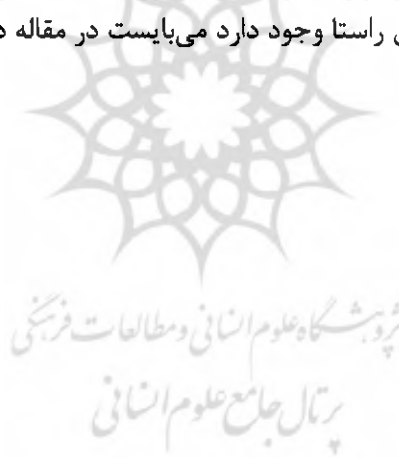 راستا وجود دارد می‌بایست در مقاله
پژوهشگاه علوم انسانی و مطالعات فرهنگی
پرتال جامع علوم انسانی